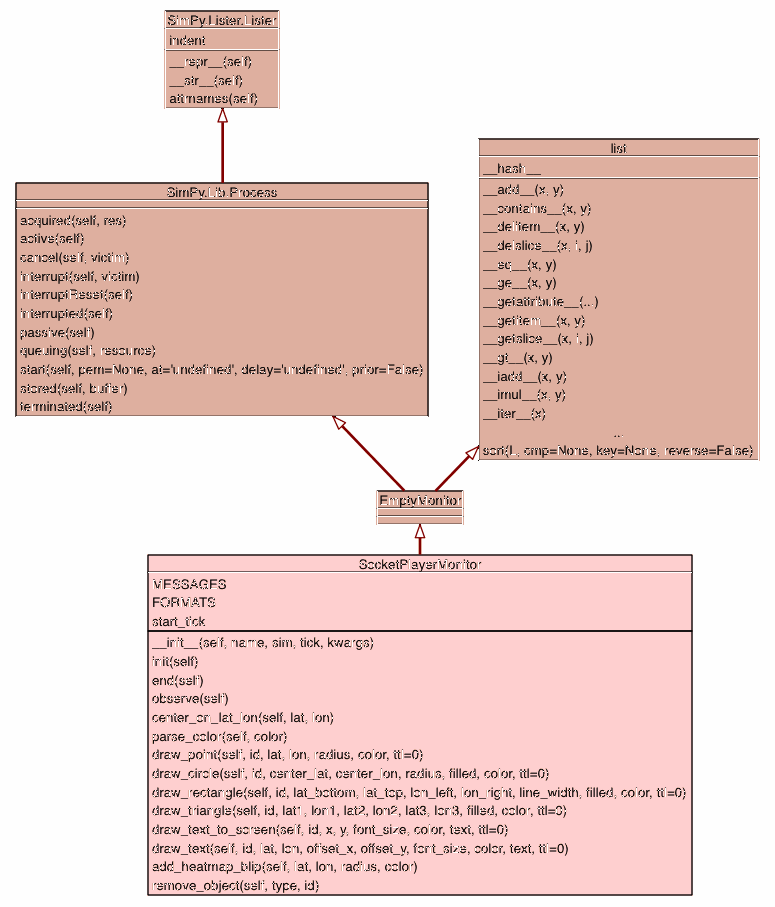 SimPy.Lister.Lister
indent
__repr__(self)
__str__(self)
attrnames(self)
SimPy.Lib.Process
acquired(self, res)
active(self)
cancel(self, victim)
interrupt(self, victim)
interruptReset(self)
interrupted(self)
passive(self)
queuing(self, resource)
start(self, pem=None, at='undefined', delay='undefined', prior=False)
stored(self, buffer)
terminated(self)
list
__hash__
__add__(x, y)
__contains__(x, y)
__delitem__(x, y)
__delslice__(x, i, j)
__eq__(x, y)
__ge__(x, y)
__getattribute__(...)
__getitem__(x, y)
__getslice__(x, i, j)
__gt__(x, y)
__iadd__(x, y)
__imul__(x, y)
__iter__(x)
...
sort(L, cmp=None, key=None, reverse=False)
EmptyMonitor
SocketPlayerMonitor
MESSAGES
FORMATS
start_tick
__init__(self, name, sim, tick, kwargs)
init(self)
end(self)
observe(self)
center_on_lat_lon(self, lat, lon)
parse_color(self, color)
draw_point(self, id, lat, lon, radius, color, ttl=0)
draw_circle(self, id, center_lat, center_lon, radius, filled, color, ttl=0)
draw_rectangle(self, id, lat_bottom, lat_top, lon_left, lon_right, line_width, filled, color, ttl=0)
draw_triangle(self, id, lat1, lon1, lat2, lon2, lat3, lon3, filled, color, ttl=0)
draw_text_to_screen(self, id, x, y, font_size, color, text, ttl=0)
draw_text(self, id, lat, lon, offset_x, offset_y, font_size, color, text, ttl=0)
add_heatmap_blip(self, lat, lon, radius, color)
remove_object(self, type, id)